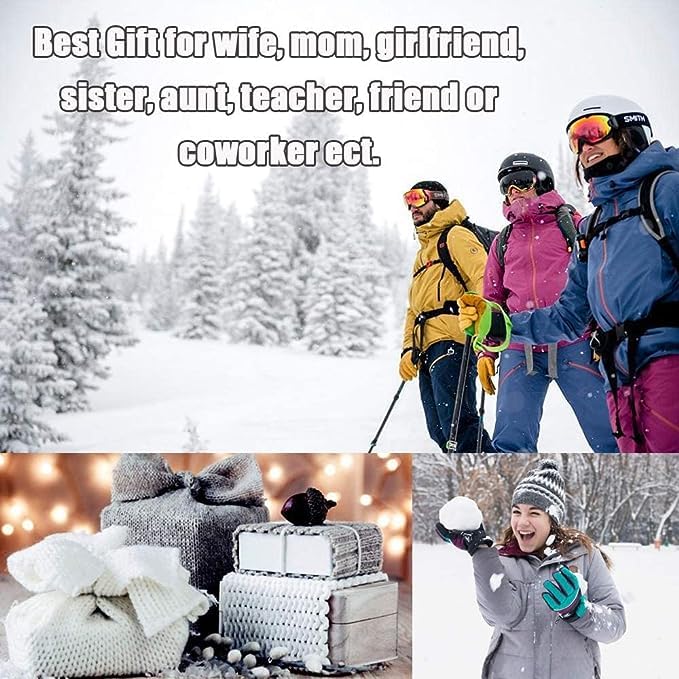 Best Gift for wife, mom, girlfriend,
sister, aunt, teacher, friend or
coworker ect.
SMITH